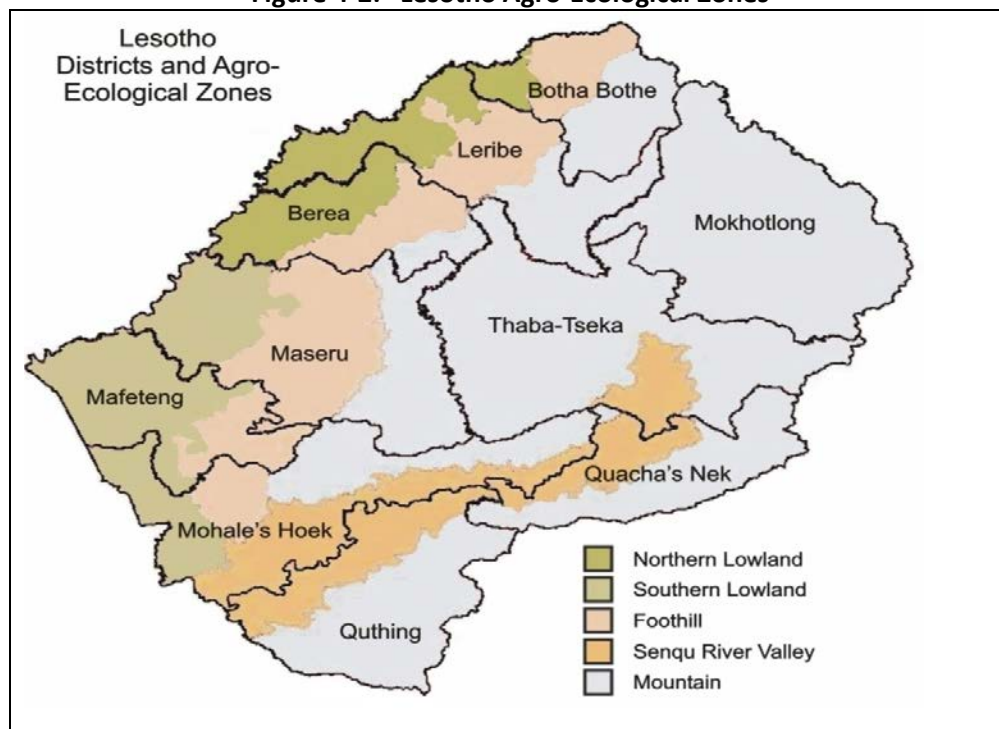 Figure 4-2: Lesotho Agro-Ecological Zones
Lesotho
Districts and Agro-
Ecological Zones
Botha Bothe
Leribe
Berea
Mokhotlong
Thaba-Tseka
Maseru
Mafeteng
Quacha's Nek
Mohale's Hoek
Quthing
Northern Lowland
Southern Lowland
Foothill
Senqu River Valley
Mountain